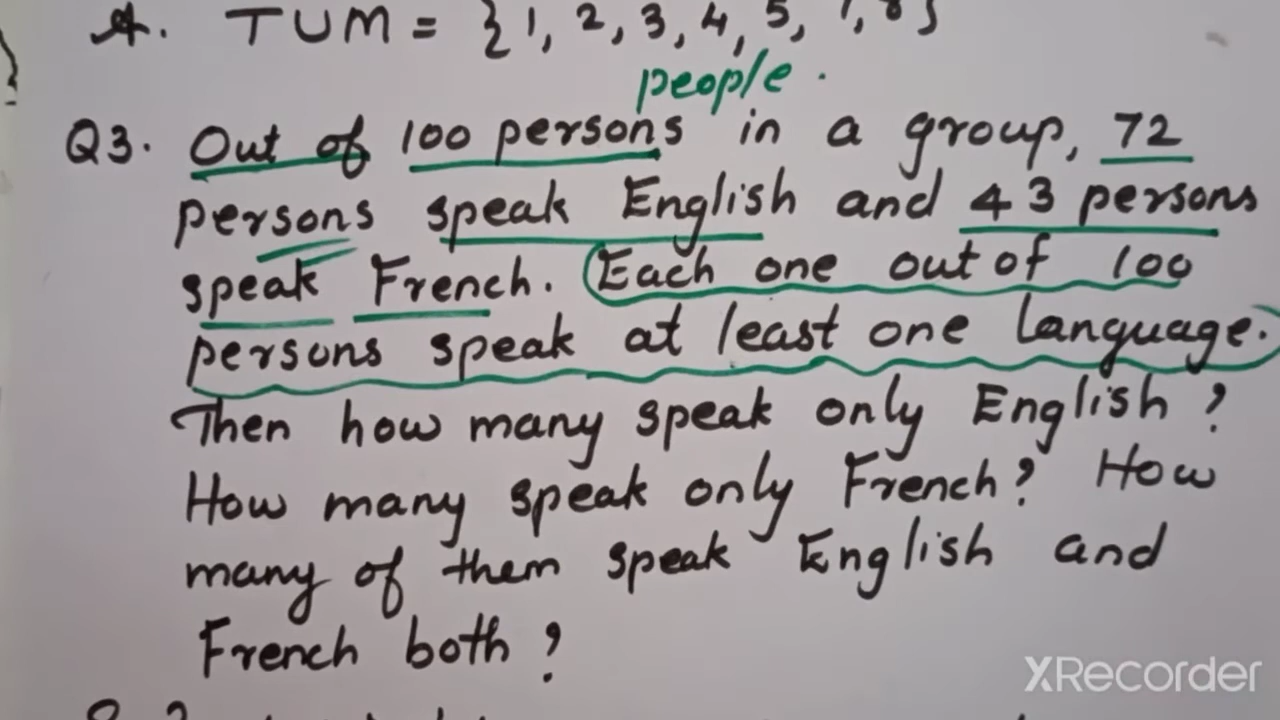 A. TUM = {1, 2, 3, 4, 5, 7, 8}
people.
Q3. Out of 100 persons in a group, 72
persons speak English and 43 persons
speak French. Each one out of 100
persons speak at least one language.
Then how many speak only English?
How many speak only French? How
many of them speak English and
French both?
XRecorder